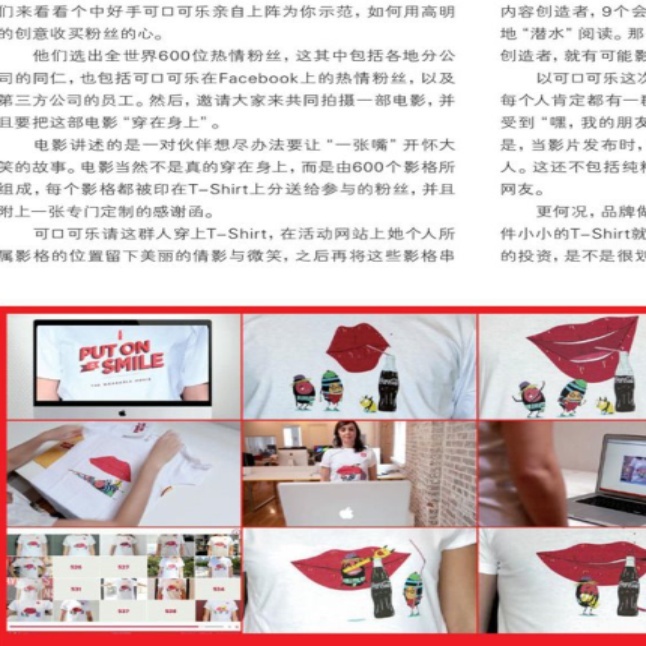 们来看看个中好手可口可乐亲自上阵为你示范，如何用高明
的创意收买粉丝的心。
他们选出全世界600位热情粉丝，这其中包括各地分公
司的同仁，也包括可口可乐在Facebook上的热情粉丝，以及
第三方公司的员工。然后，邀请大家来共同拍摄一部电影，并
且要把这部电影“穿在身上”。
电影讲述的是一对伙伴想尽办法要让“一张嘴”开怀大
笑的故事。电影当然不是真的穿在身上，而是由600个影格所
组成，每个影格都被印在T-Shirt上分送给参与的粉丝，并且
附上一张专门定制的感谢函。
可口可乐请这群人穿上T-Shirt，在活动网站上她个人所
属影格的位置留下美丽的倩影与微笑，之后再将这些影格串
内容创造者，9个会
地“潜水”阅读。那
创造者，就有可能影
以可口可乐这次
每个人肯定都有一群
受到“嘿，我的朋友
是，当影片发布时，
人。这还不包括纯粹
网友。
更何况，品牌做
件小小的T-Shirt就
的投资，是不是很划
PUT ON
A SMILE
THE WEARABLE MOVIE
526
527
531
534
537
538